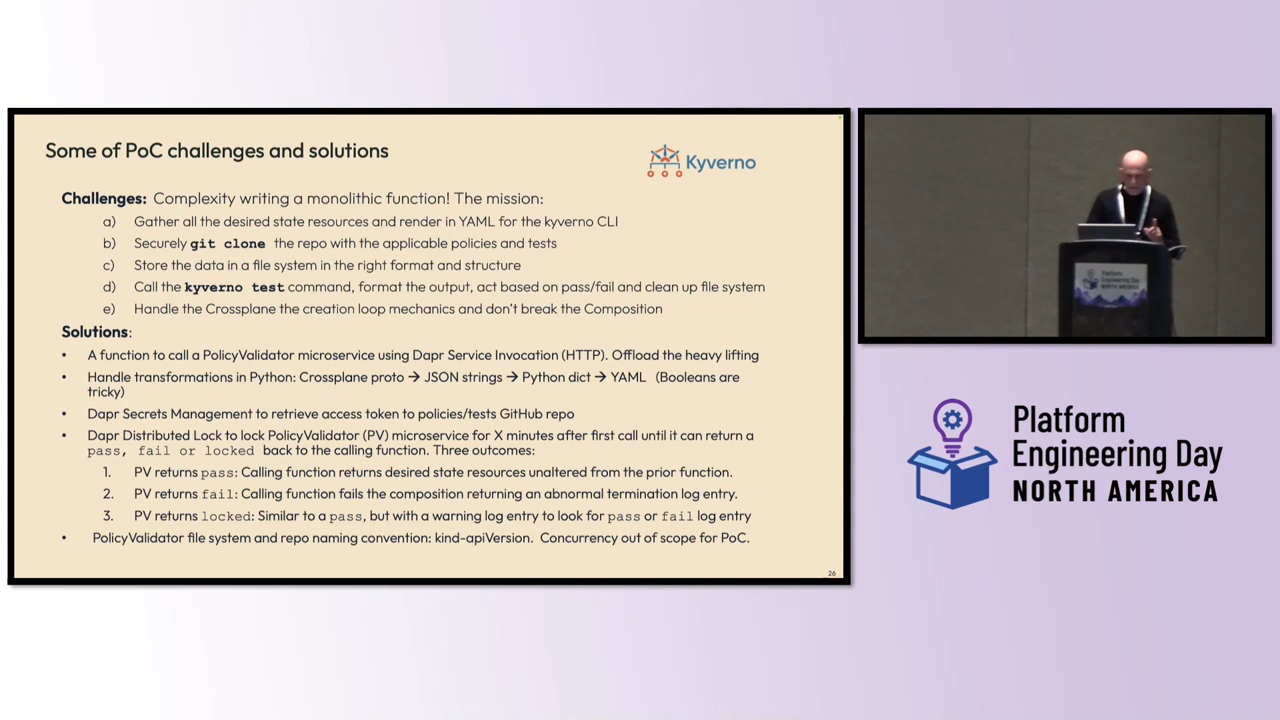 Some of PoC challenges and solutions
Kyverno
Challenges: Complexity writing a monolithic function! The mission:
a) Gather all the desired state resources and render in YAML for the kyverno CLI
b) Securely git clone the repo with the applicable policies and tests
c) Store the data in a file system in the right format and structure
d) Call the kyverno test command, format the output, act based on pass/fail and clean up file system
e) Handle the Crossplane the creation loop mechanics and don't break the Composition
Solutions:
• A function to call a PolicyValidator microservice using Dapr Service Invocation (HTTP). Offload the heavy lifting
• Handle transformations in Python: Crossplane proto → JSON strings → Python dict → YAML (Booleans are
tricky)
• Dapr Secrets Management to retrieve access token to policies/tests GitHub repo
• Dapr Distributed Lock to lock PolicyValidator (PV) microservice for X minutes after first call until it can return a
pass, fail or locked back to the calling function. Three outcomes:
1. PV returns pass: Calling function returns desired state resources unaltered from the prior function.
2. PV returns fail: Calling function fails the composition returning an abnormal termination log entry.
3. PV returns locked: Similar to a pass, but with a warning log entry to look for pass or fail log entry
• PolicyValidator file system and repo naming convention: kind-apiVersion. Concurrency out of scope for PoC.
26
Platform
Engineering Day
NORTH AMERICA
Platform
Engineering Day
NORTH AMERICA